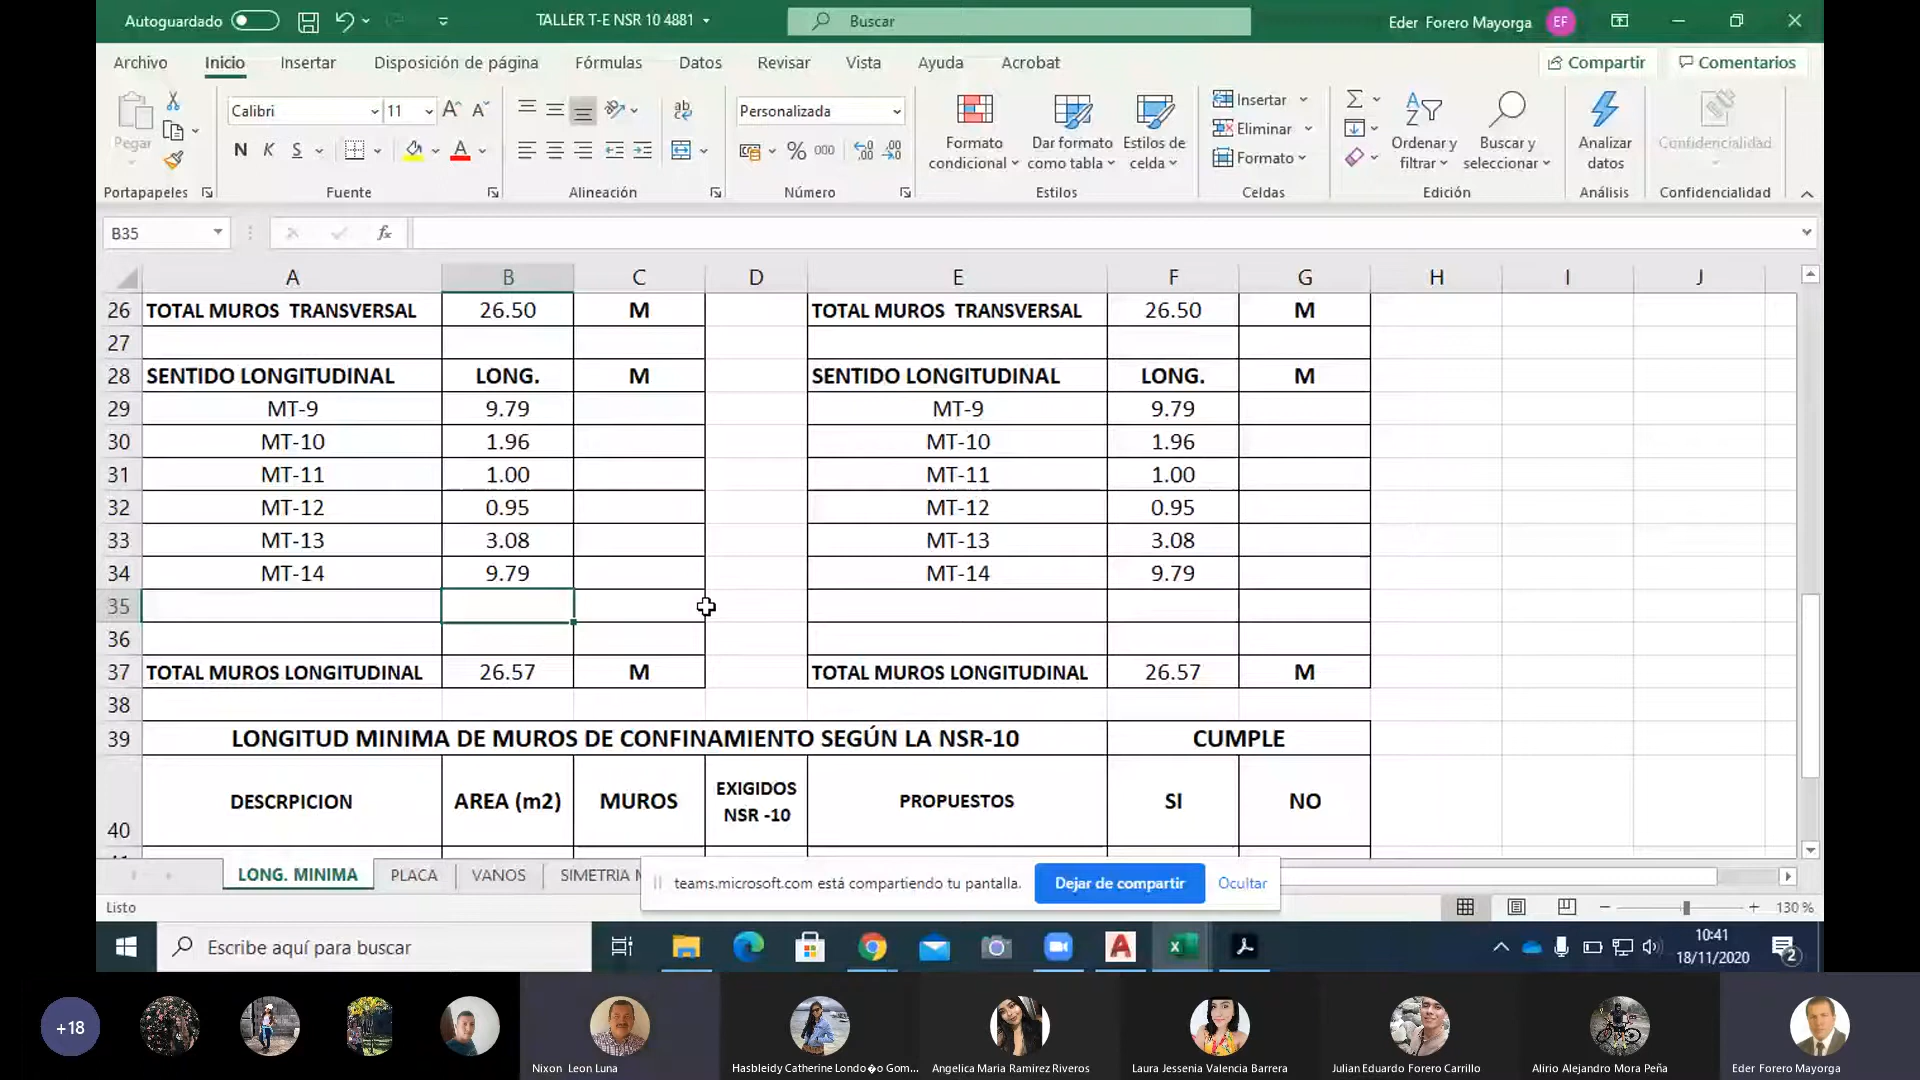 Autoguardado
TALLER T-E NSR 10 4881
Buscar
Eder Forero Mayorga
EF
Archivo Inicio Insertar Disposición de página Fórmulas Datos Revisar Vista Ayuda Acrobat
Compartir
Comentarios
Pegar
Portapapeles
Calibri
11
N K S
Fuente
Alineación
Personalizada
% 000
Número
Formato condicional
Dar formato como tabla
Estilos de celda
Estilos
Insertar
Eliminar
Formato
Celdas
Ordenar y filtrar
Buscar y seleccionar
Edición
Analizar datos
Análisis
Confidencialidad
Confidencialidad
B35
fx
A B C D E F G H I J
26 TOTAL MUROS TRANSVERSAL 26.50 M TOTAL MUROS TRANSVERSAL 26.50 M
27
28 SENTIDO LONGITUDINAL LONG. M SENTIDO LONGITUDINAL LONG. M
29 MT-9 9.79 MT-9 9.79
30 MT-10 1.96 MT-10 1.96
31 MT-11 1.00 MT-11 1.00
32 MT-12 0.95 MT-12 0.95
33 MT-13 3.08 MT-13 3.08
34 MT-14 9.79 MT-14 9.79
35
36
37 TOTAL MUROS LONGITUDINAL 26.57 M TOTAL MUROS LONGITUDINAL 26.57 M
38
39 LONGITUD MINIMA DE MUROS DE CONFINAMIENTO SEGÚN LA NSR-10 CUMPLE
40 DESCRPICION AREA (m2) MUROS EXIGIDOS NSR -10 PROPUESTOS SI NO
LONG. MINIMA PLACA VANOS SIMETRIA M
teams.microsoft.com está compartiendo tu pantalla. Dejar de compartir Ocultar
Listo
130 %
Escribe aquí para buscar
10:41
18/11/2020
2
+18
Nixon Leon Luna
Hasbleidy Catherine Londo�o Gom...
Angelica Maria Ramirez Riveros
Laura Jessenia Valencia Barrera
Julian Eduardo Forero Carrillo
Alirio Alejandro Mora Peña
Eder Forero Mayorga